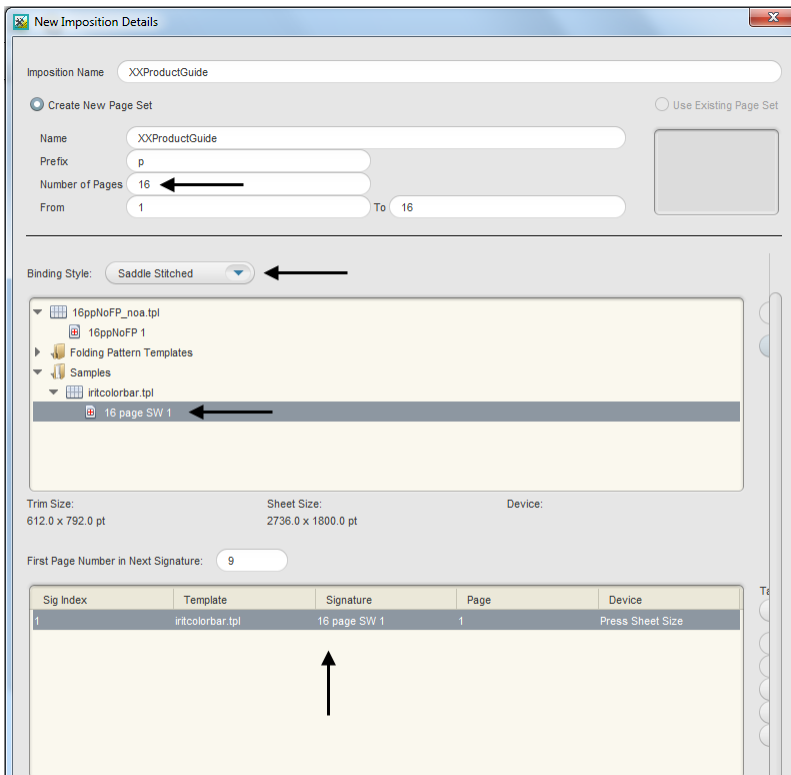 New Imposition Details
Imposition Name XXProductGuide
Create New Page Set Use Existing Page Set
Name XXProductGuide
Prefix p
Number of Pages 16
From 1 To 16
Binding Style: Saddle Stitched
16ppNoFP_noa.tpl
16ppNoFP 1
Folding Pattern Templates
Samples
iritcolorbar.tpl
16 page SW 1
Trim Size: Sheet Size: Device:
612.0 x 792.0 pt 2736.0 x 1800.0 pt
First Page Number in Next Signature: 9
Sig Index Template Signature Page Device
1 iritcolorbar.tpl 16 page SW 1 1 Press Sheet Size